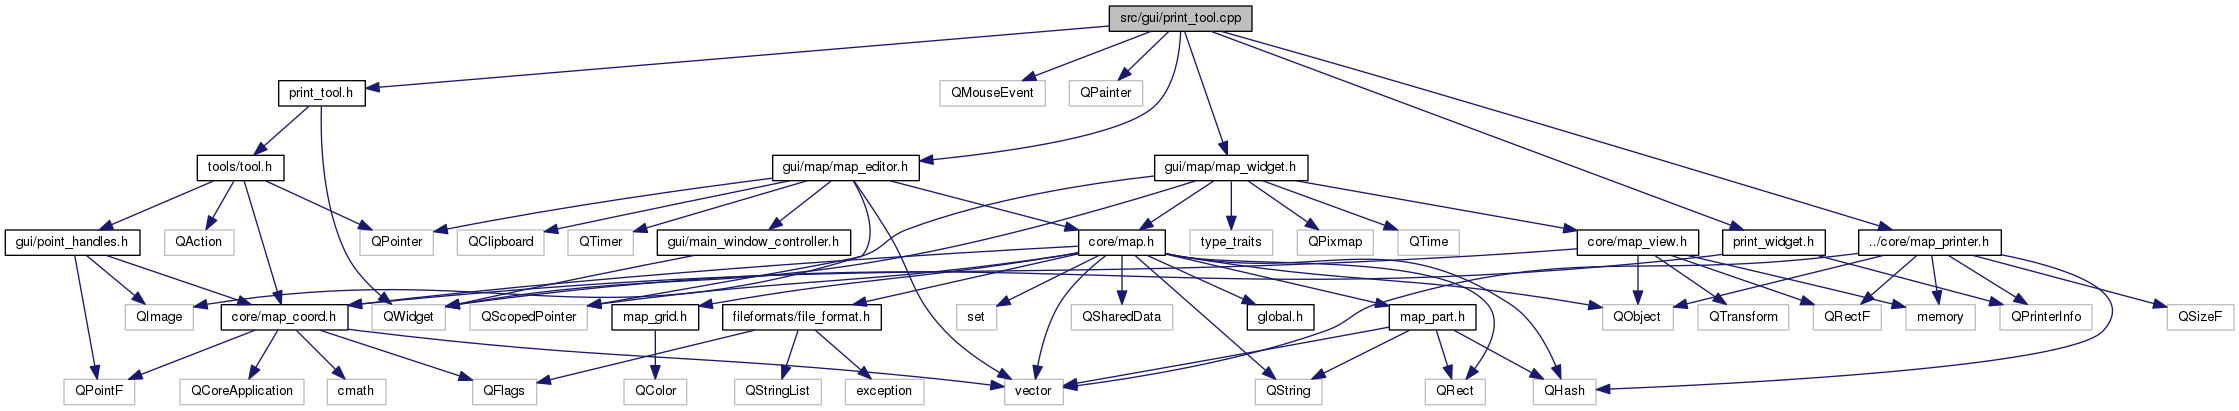 src/gui/print_tool.cpp
print_tool.h
QMouseEvent
QPainter
tools/tool.h
gui/map/map_editor.h
gui/map/map_widget.h
gui/point_handles.h
QAction
QPointer
QClipboard
QTimer
gui/main_window_controller.h
core/map.h
type_traits
QPixmap
QTime
core/map_view.h
print_widget.h
../core/map_printer.h
QImage
core/map_coord.h
QWidget
QScopedPointer
map_grid.h
fileformats/file_format.h
set
QSharedData
global.h
map_part.h
QObject
QTransform
QRectF
memory
QPrinterInfo
QSizeF
QPointF
QCoreApplication
cmath
QFlags
QColor
QStringList
exception
vector
QString
QRect
QHash